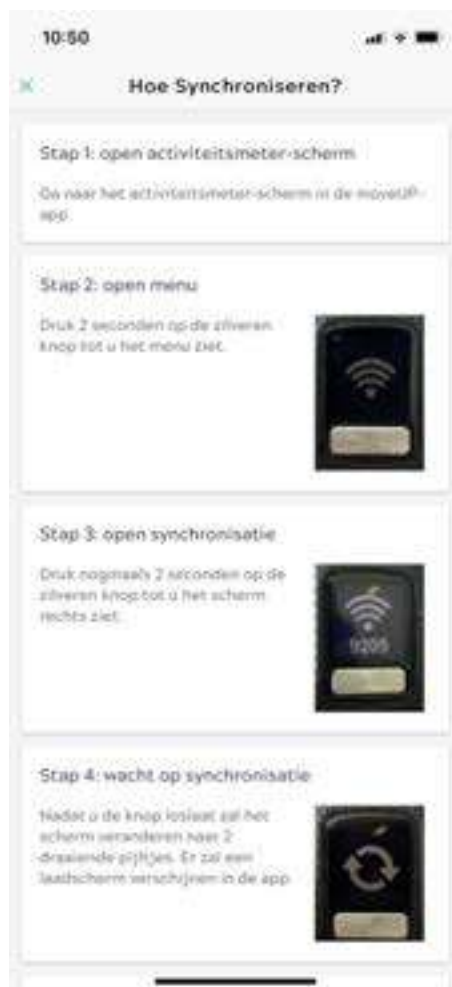 10:50
Hoe Synchroniseren?
Stap 1: open activiteitsmeter-scherm
Ga naar het activiteitsmeter-scherm in de moveUP-
app
Stap 2: open menu
Druk 2 seconden op de zilveren
knop tot u het menu ziet.
Stap 3: open synchronisatie
Druk nogmaals 2 seconden op de
zilveren knop tot u het scherm
rechts ziet.
9205
Stap 4: wacht op synchronisatie
Nadat u de knop loslaat zal het
scherm veranderen naar 2
draaiende pijltjes. Er zal een
laadscherm verschijnen in de app